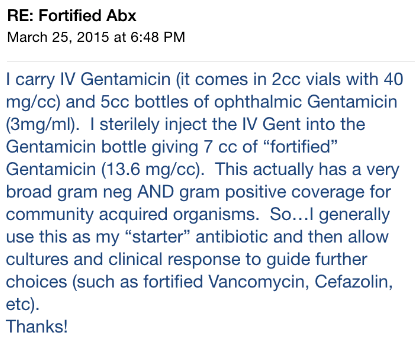 RE: Fortified Abx
March 25, 2015 at 6:48 PM
I carry IV Gentamicin (it comes in 2cc vials with 40
mg/cc) and 5cc bottles of ophthalmic Gentamicin
(3mg/ml).  I sterilely inject the IV Gent into the
Gentamicin bottle giving 7 cc of “fortified”
Gentamicin (13.6 mg/cc).  This actually has a very
broad gram neg AND gram positive coverage for
community acquired organisms.  So…I generally
use this as my “starter” antibiotic and then allow
cultures and clinical response to guide further
choices (such as fortified Vancomycin, Cefazolin,
etc).
Thanks!